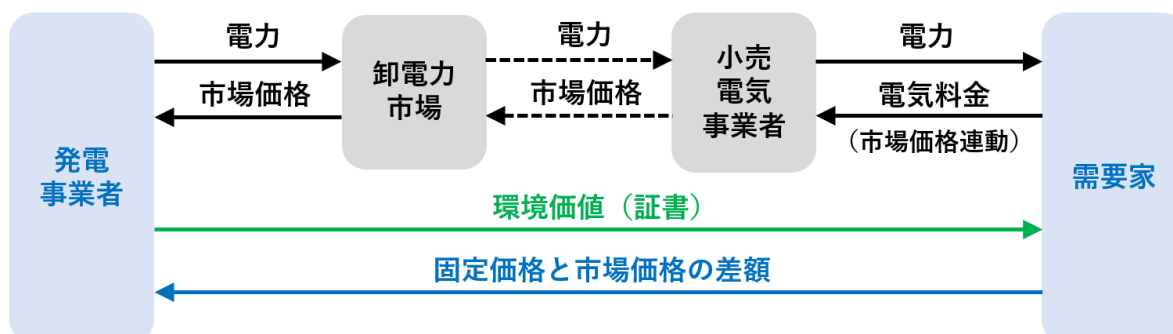 電力
電力
電力
卸電力
市場
小売
電気
事業者
市場価格
市場価格
電気料金
（市場価格連動）
発電
事業者
需要家
環境価値（証書）
固定価格と市場価格の差額